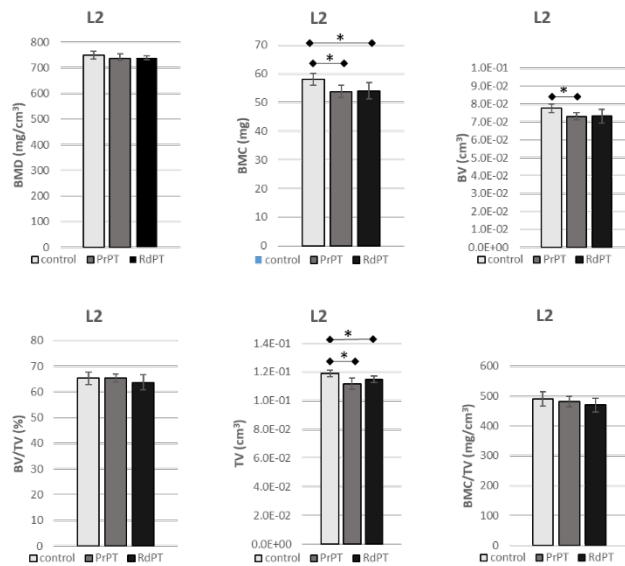 L2
BMD (mg/cm³)
800
700
600
500
400
300
200
100
0
control PrPT RdPT
L2
BMC (mg)
70
60
50
40
30
20
10
0
*
*
control PrPT RdPT
L2
BV (cm³)
1.0E-01
9.0E-02
8.0E-02
7.0E-02
6.0E-02
5.0E-02
4.0E-02
3.0E-02
2.0E-02
1.0E-02
0.0E+00
*
control PrPT RdPT
L2
BV/TV (%)
80
70
60
50
40
30
20
10
0
control PrPT RdPT
L2
TV (cm³)
1.4E-01
1.2E-01
1.0E-01
8.0E-02
6.0E-02
4.0E-02
2.0E-02
0.0E+00
*
*
control PrPT RdPT
L2
BMC/TV (mg/cm³)
600
500
400
300
200
100
0
control PrPT RdPT